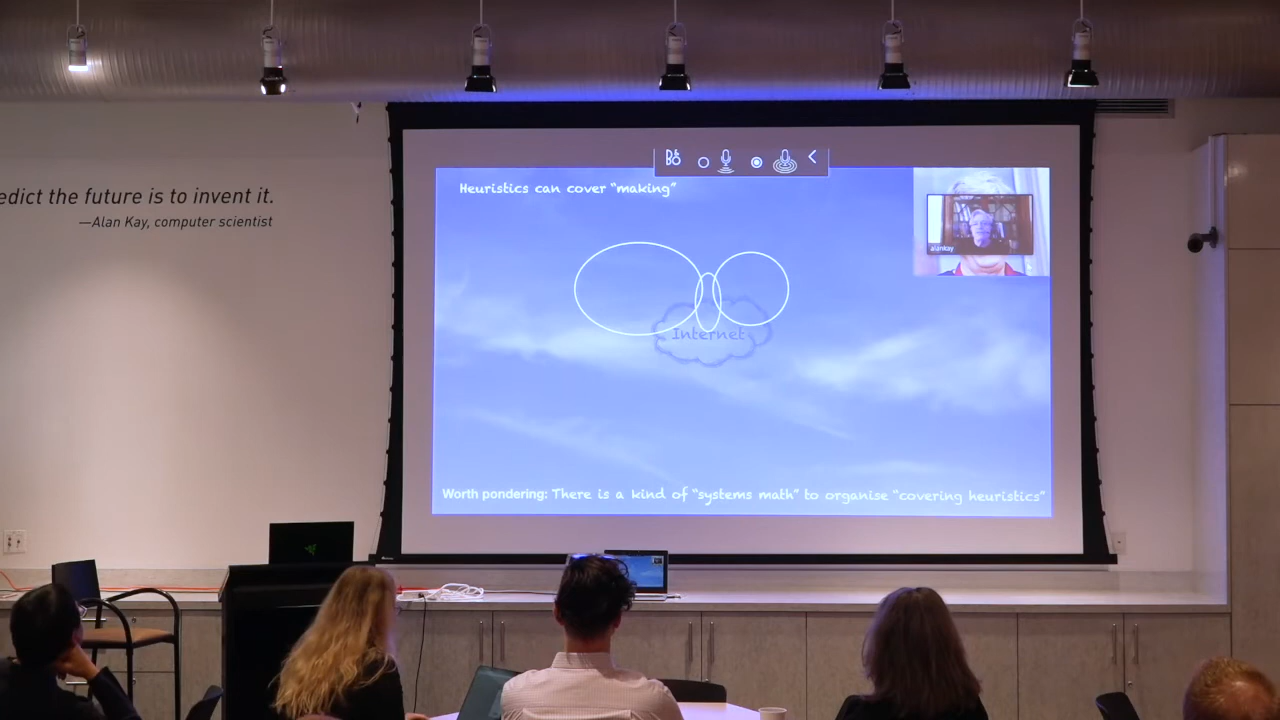 edict the future is to invent it.
—Alan Kay, computer scientist
Heuristics can cover “making”
alankay
Internet
Worth pondering: There is a kind of “systems math” to organise “covering heuristics”